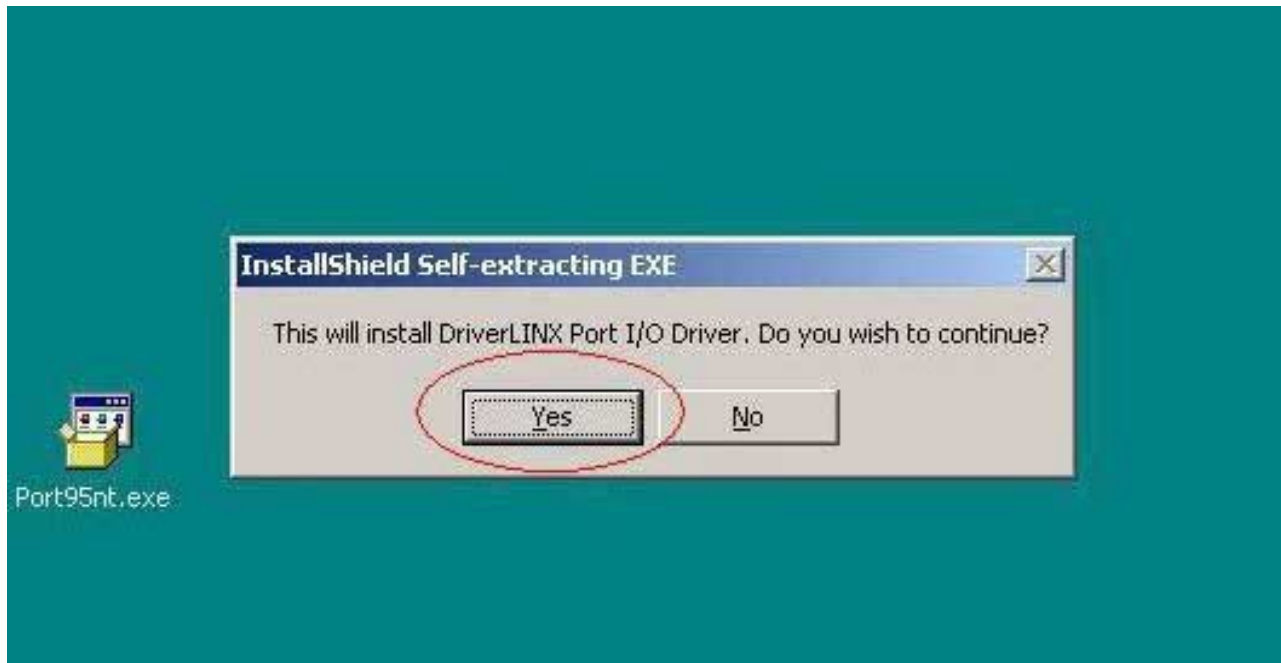 InstallShield Self-extracting EXE
This will install DriverLINX Port I/O Driver. Do you wish to continue?
Yes No
Port95nt.exe